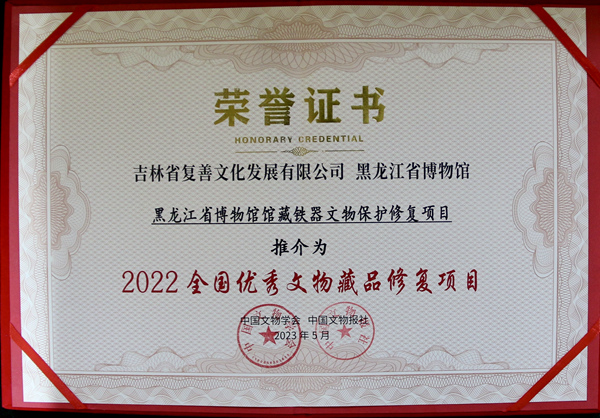 荣誉证书
HONORARY CREDENTIAL
吉林省复善文化发展有限公司 黑龙江省博物馆
黑龙江省博物馆馆藏铁器文物保护修复项目
推介为
2022全国优秀文物藏品修复项目
中国文物学会 中国文物报社
2023年5月